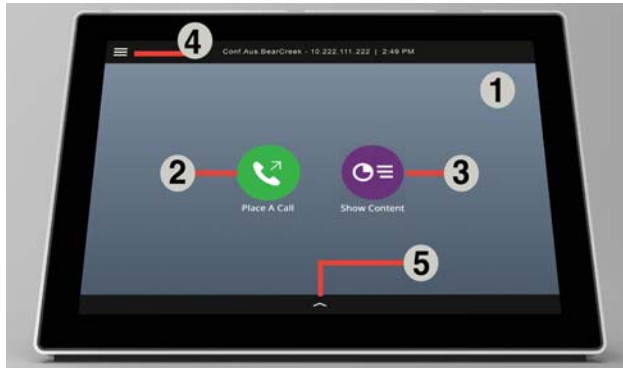 4
Conf.Aus.BearCreek - 10.222.111.222 | 2:49 PM
1
2
3
Place A Call
Show Content
5